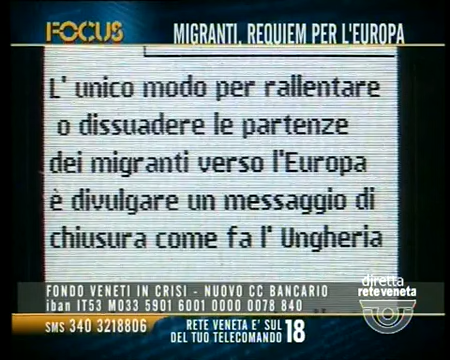 FOCUS
MIGRANTI. REQUIEM PER L'EUROPA
L' unico modo per rallentare
o dissuadere le partenze
dei migranti verso l'Europa
è divulgare un messaggio di
chiusura come fa l' Ungheria
FONDO VENETI IN CRISI - NUOVO CC BANCARIO
iban IT53 M033 5901 6001 0000 0078 840
diretta
reteveneta
SMS 340 3218806
RETE VENETA E' SUL
DEL TUO TELECOMANDO 18